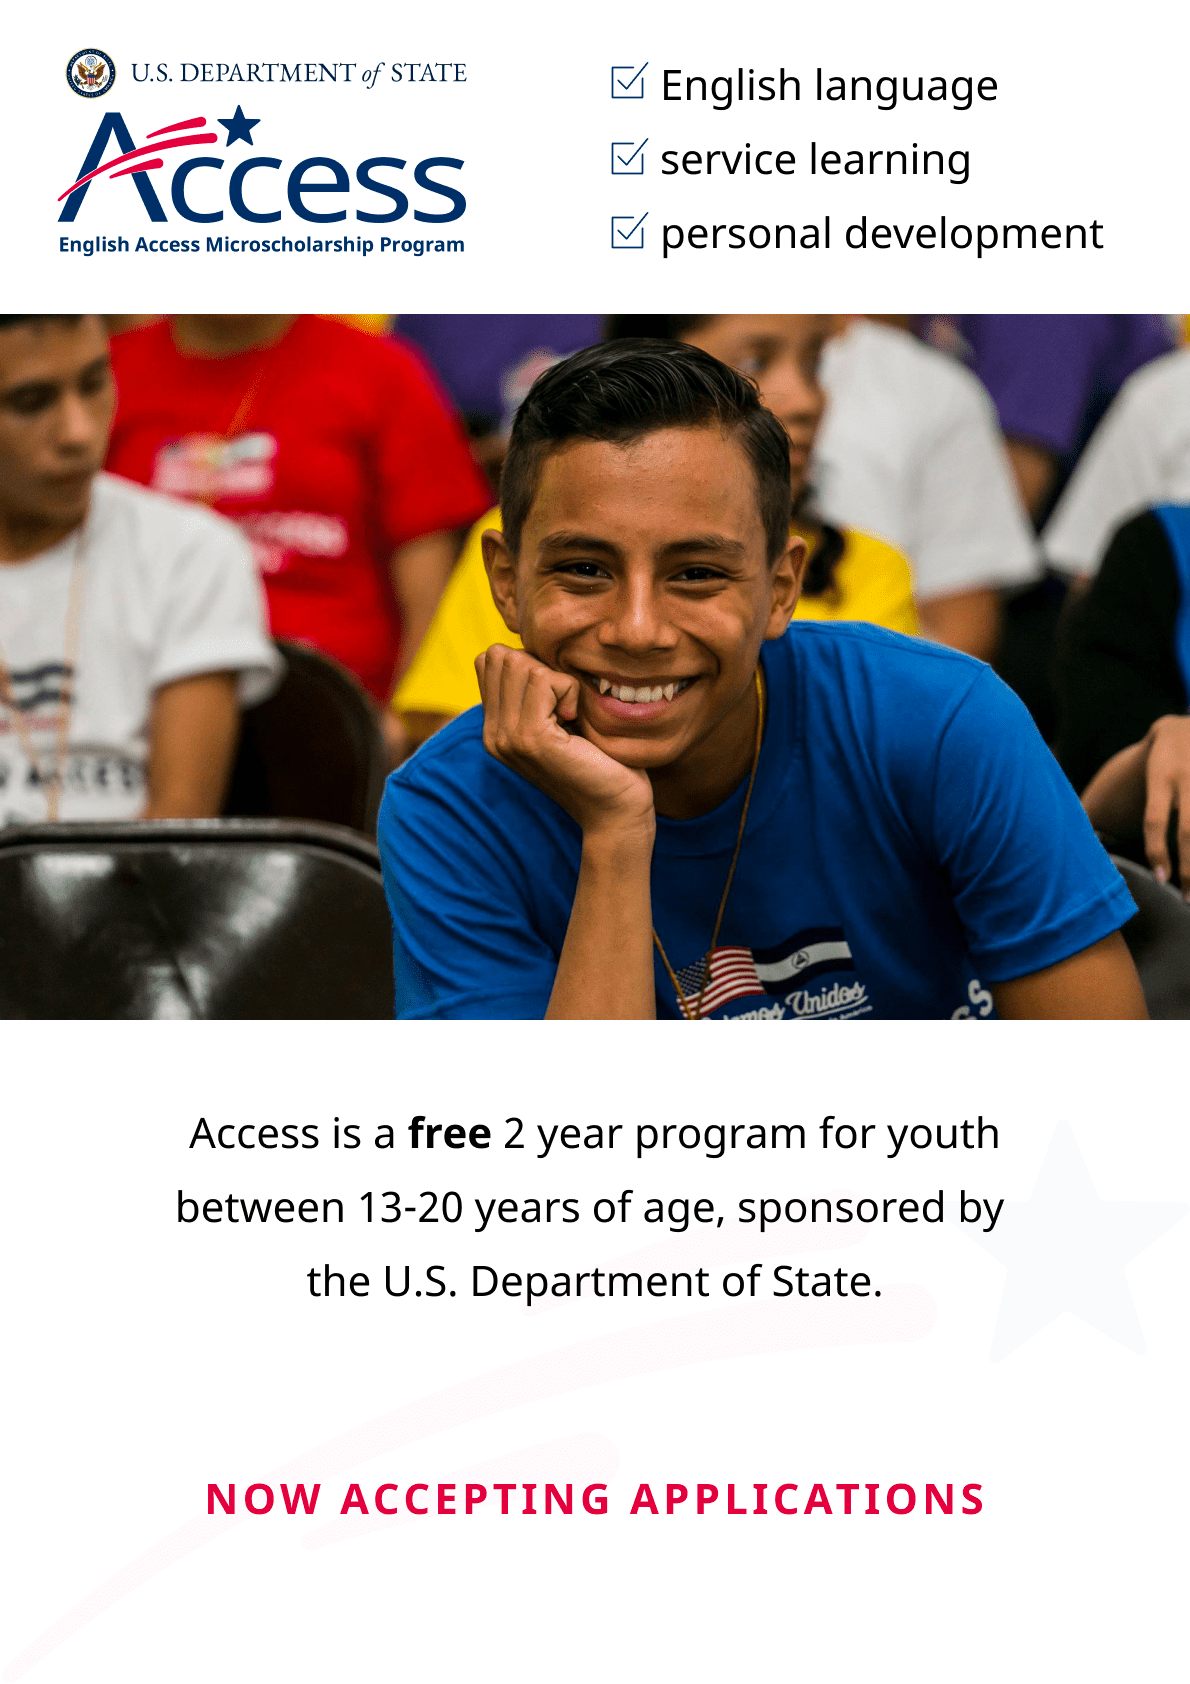 U.S. DEPARTMENT of STATE
Access
English Access Microscholarship Program
English language
service learning
personal development
Unidos
Access is a free 2 year program for youth
between 13-20 years of age, sponsored by
the U.S. Department of State.
NOW ACCEPTING APPLICATIONS